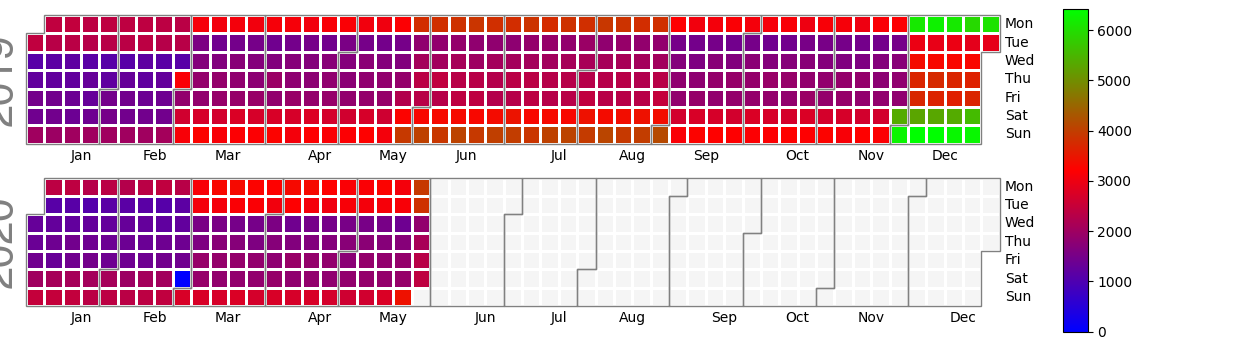 2019
Mon
Tue
Wed
Thu
Fri
Sat
Sun
Jan Feb Mar Apr May Jun Jul Aug Sep Oct Nov Dec
2020
Mon
Tue
Wed
Thu
Fri
Sat
Sun
Jan Feb Mar Apr May Jun Jul Aug Sep Oct Nov Dec
6000
5000
4000
3000
2000
1000
0